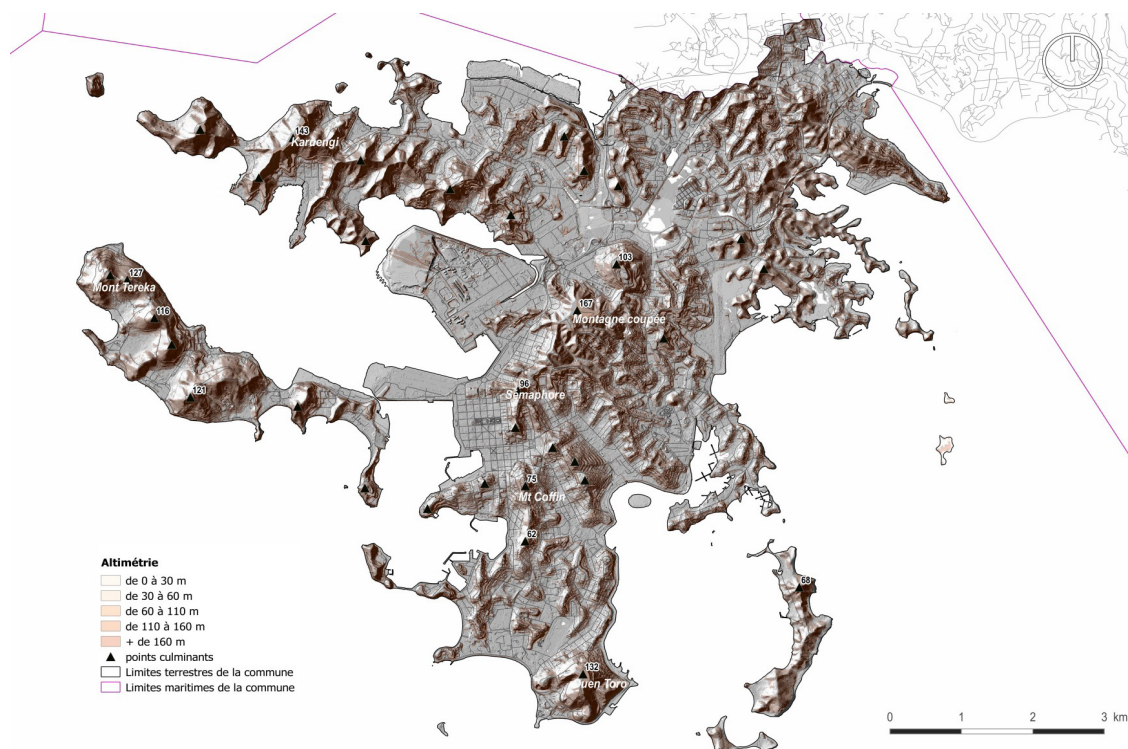 143
Karuengi
127
Mont Tereka
116
121
103
167
Montagne coupée
96
Sémaphore
75
Mt Coffin
62
68
132
Ouen Toro
Altimétrie
de 0 à 30 m
de 30 à 60 m
de 60 à 110 m
de 110 à 160 m
+ de 160 m
points culminants
Limites terrestres de la commune
Limites maritimes de la commune
0 1 2 3 km